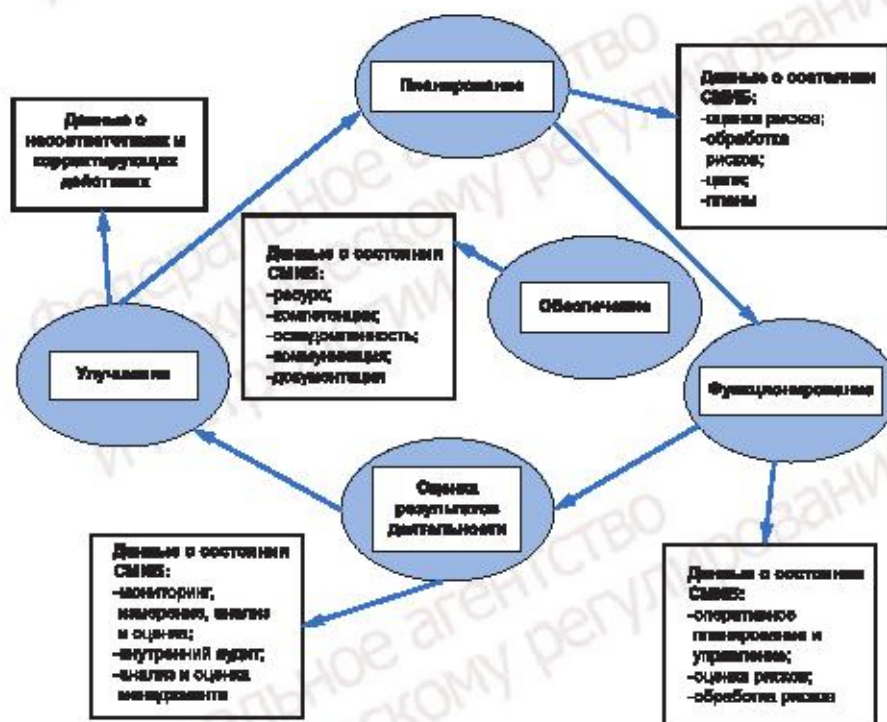 Планирование
Данные о
несоответствиях и
корректирующих
действиях
Данные о состоянии
СМИБ:
-оценка рисков;
-обработка
рисков;
-цели;
-планы
Данные о состоянии
СМИБ:
-ресурс;
-компетенция;
-осведомленность;
-коммуникация;
-документация
Обеспечение
Улучшение
Функционирование
Оценка
результатов
деятельности
Данные о состоянии
СМИБ:
-мониторинг,
измерение, анализ
и оценка;
-внутренний аудит;
-анализ и оценка
менеджмента
Данные о состоянии
СМИБ:
-оперативное
планирование и
управление;
-оценка рисков;
-обработка рисков